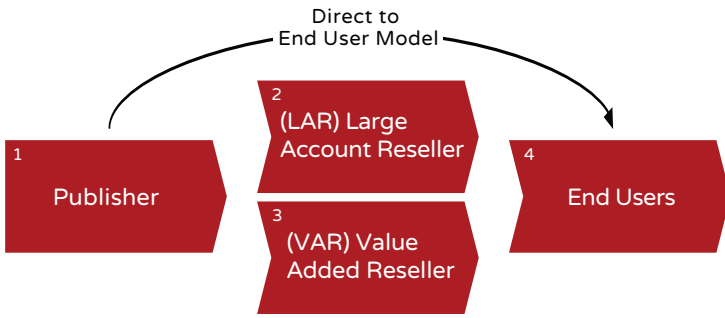 Direct to
End User Model
1
Publisher
2
(LAR) Large
Account Reseller
3
(VAR) Value
Added Reseller
4
End Users